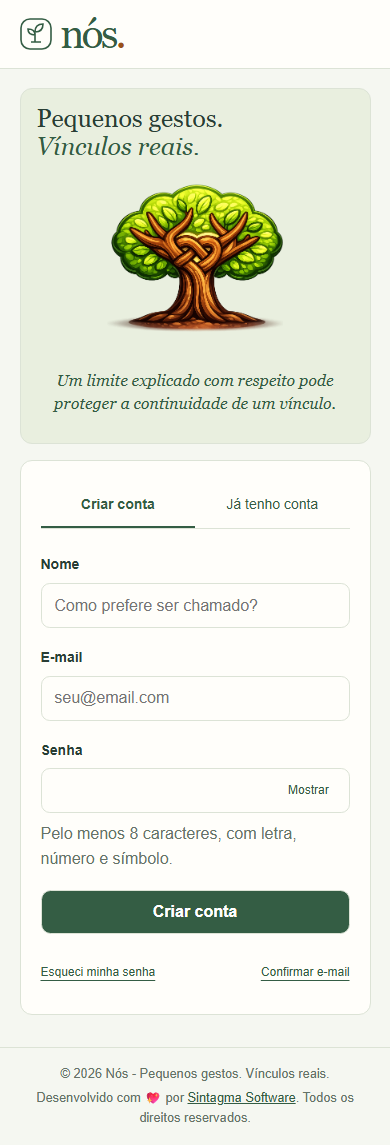 nós.
Pequenos gestos.
Vínculos reais.
Um limite explicado com respeito pode
proteger a continuidade de um vínculo.
Criar conta
Já tenho conta
Nome
Como prefere ser chamado?
E-mail
seu@email.com
Senha
Mostrar
Pelo menos 8 caracteres, com letra,
número e símbolo.
Criar conta
Esqueci minha senha
Confirmar e-mail
© 2026 Nós - Pequenos gestos. Vínculos reais.
Desenvolvido com 💖 por Sintagma Software. Todos os
direitos reservados.